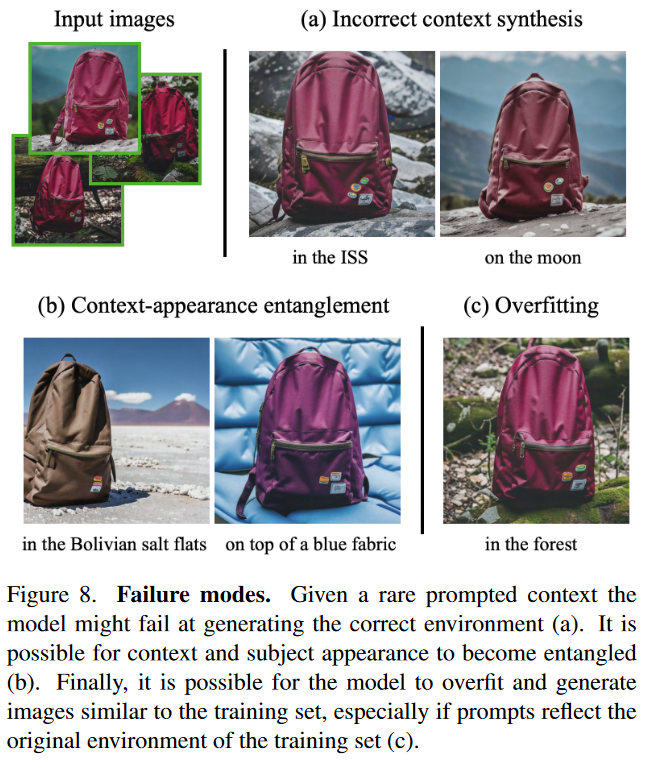 Input images
(a) Incorrect context synthesis
in the ISS
on the moon
(b) Context-appearance entanglement
(c) Overfitting
in the Bolivian salt flats
on top of a blue fabric
in the forest
Figure 8. Failure modes. Given a rare prompted context the
model might fail at generating the correct environment (a). It is
possible for context and subject appearance to become entangled
(b). Finally, it is possible for the model to overfit and generate
images similar to the training set, especially if prompts reflect the
original environment of the training set (c).